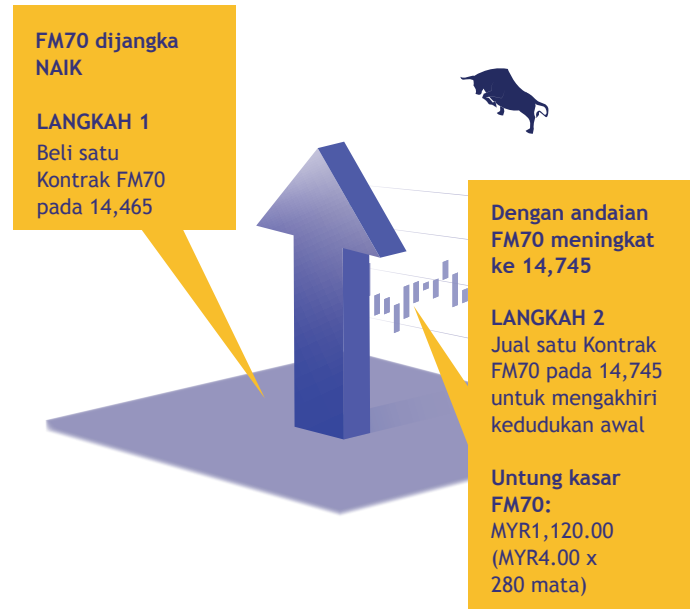 FM70 dijangka
NAIK
LANGKAH 1
Beli satu
Kontrak FM70
pada 14,465
Dengan andaian
FM70 meningkat
ke 14,745
LANGKAH 2
Jual satu Kontrak
FM70 pada 14,745
untuk mengakhiri
kedudukan awal
Untung kasar
FM70:
MYR1,120.00
(MYR4.00 x
280 mata)